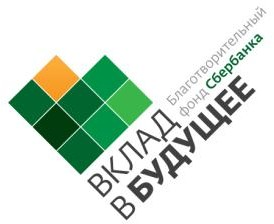 Благотворительный
фонд Сбербанка
ВКЛАД
В БУДУЩЕЕ